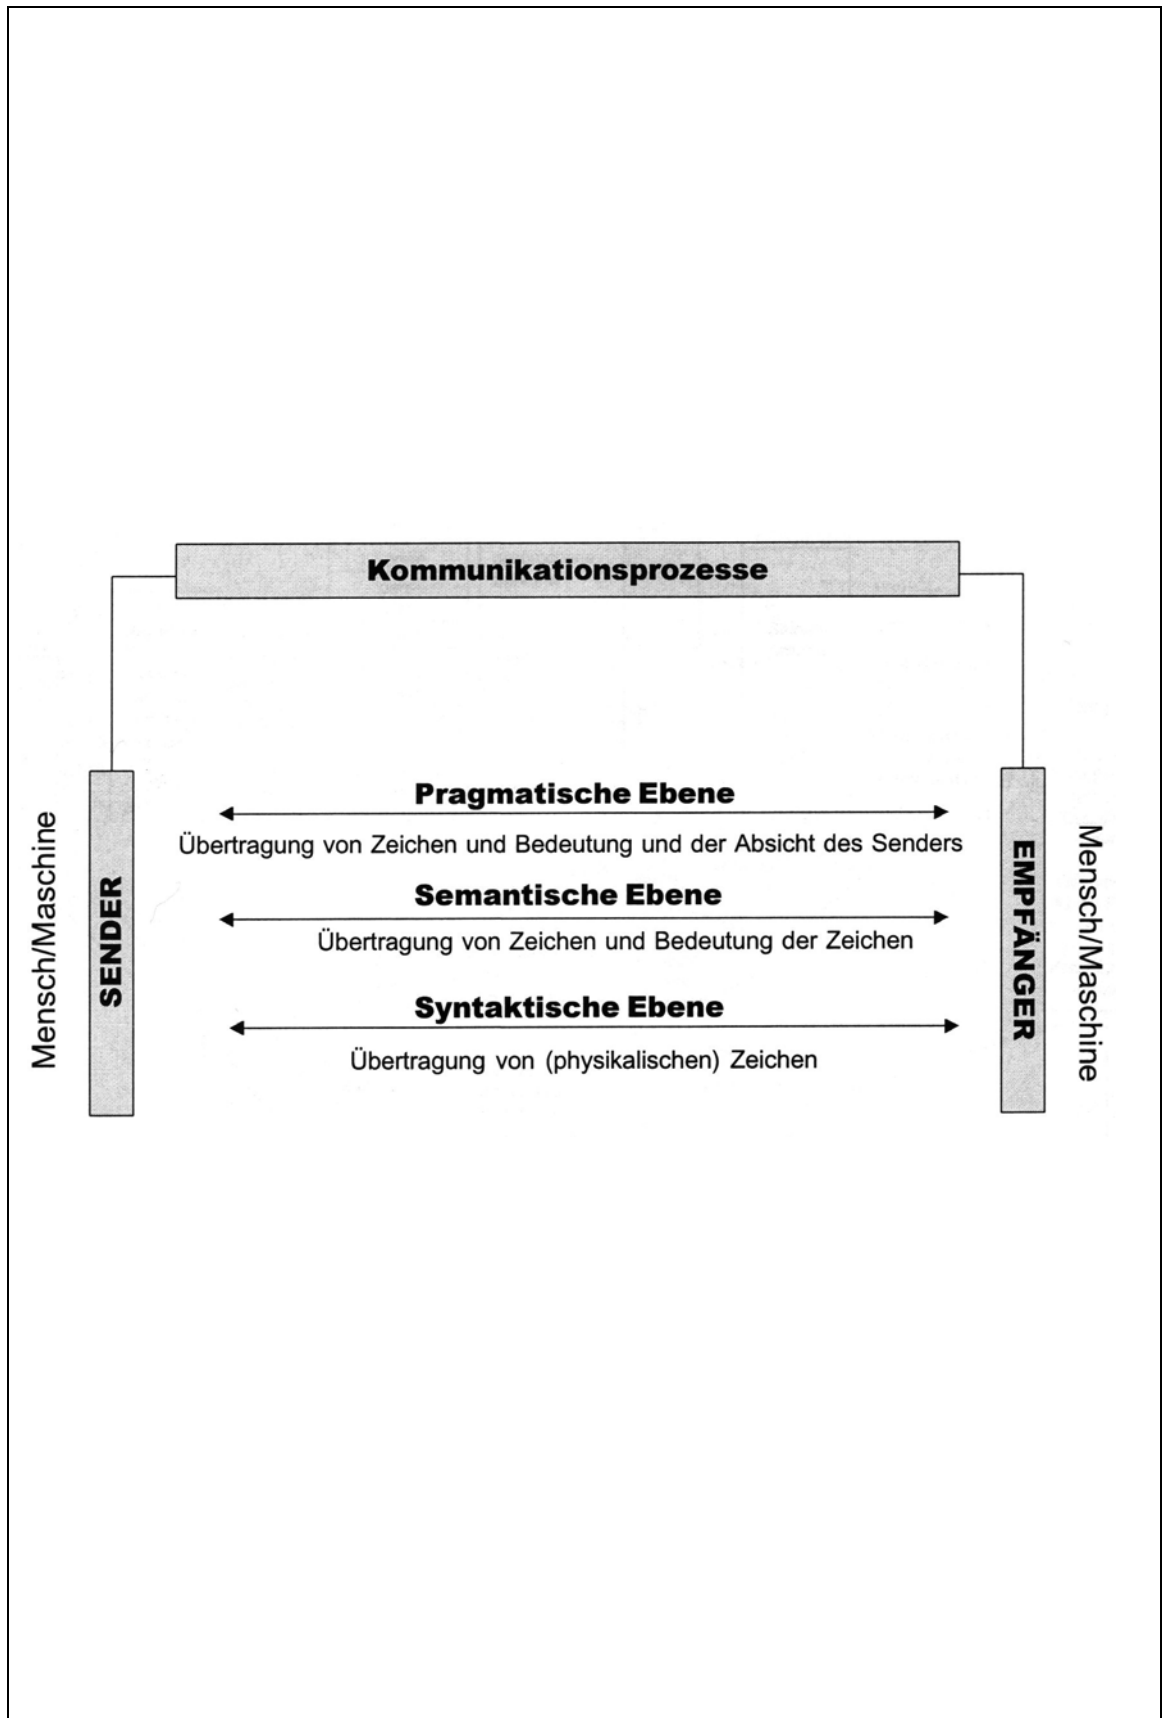 Kommunikationsprozesse
Mensch/Maschine
SENDER
Pragmatische Ebene
Übertragung von Zeichen und Bedeutung und der Absicht des Senders
Semantische Ebene
Übertragung von Zeichen und Bedeutung der Zeichen
Syntaktische Ebene
Übertragung von (physikalischen) Zeichen
EMPFÄNGER
Mensch/Maschine